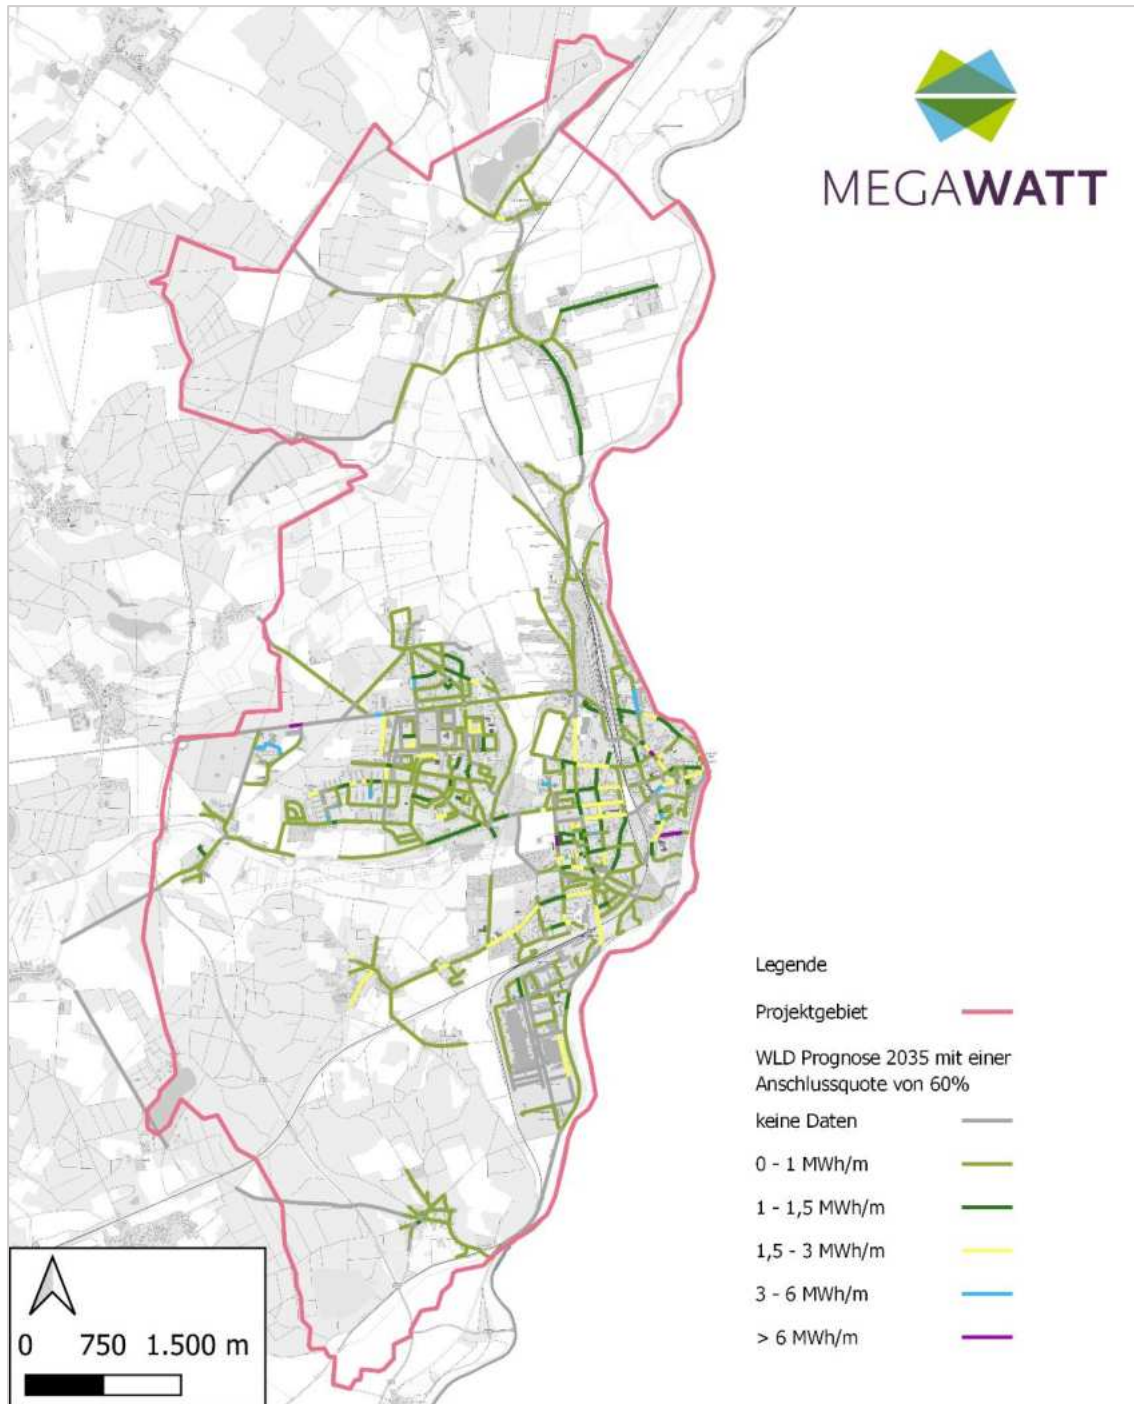 MEGAWATT
Legende
Projektgebiet
WLD Prognose 2035 mit einer
Anschlussquote von 60%
keine Daten
0 - 1 MWh/m
1 - 1,5 MWh/m
1,5 - 3 MWh/m
3 - 6 MWh/m
> 6 MWh/m
0 750 1.500 m